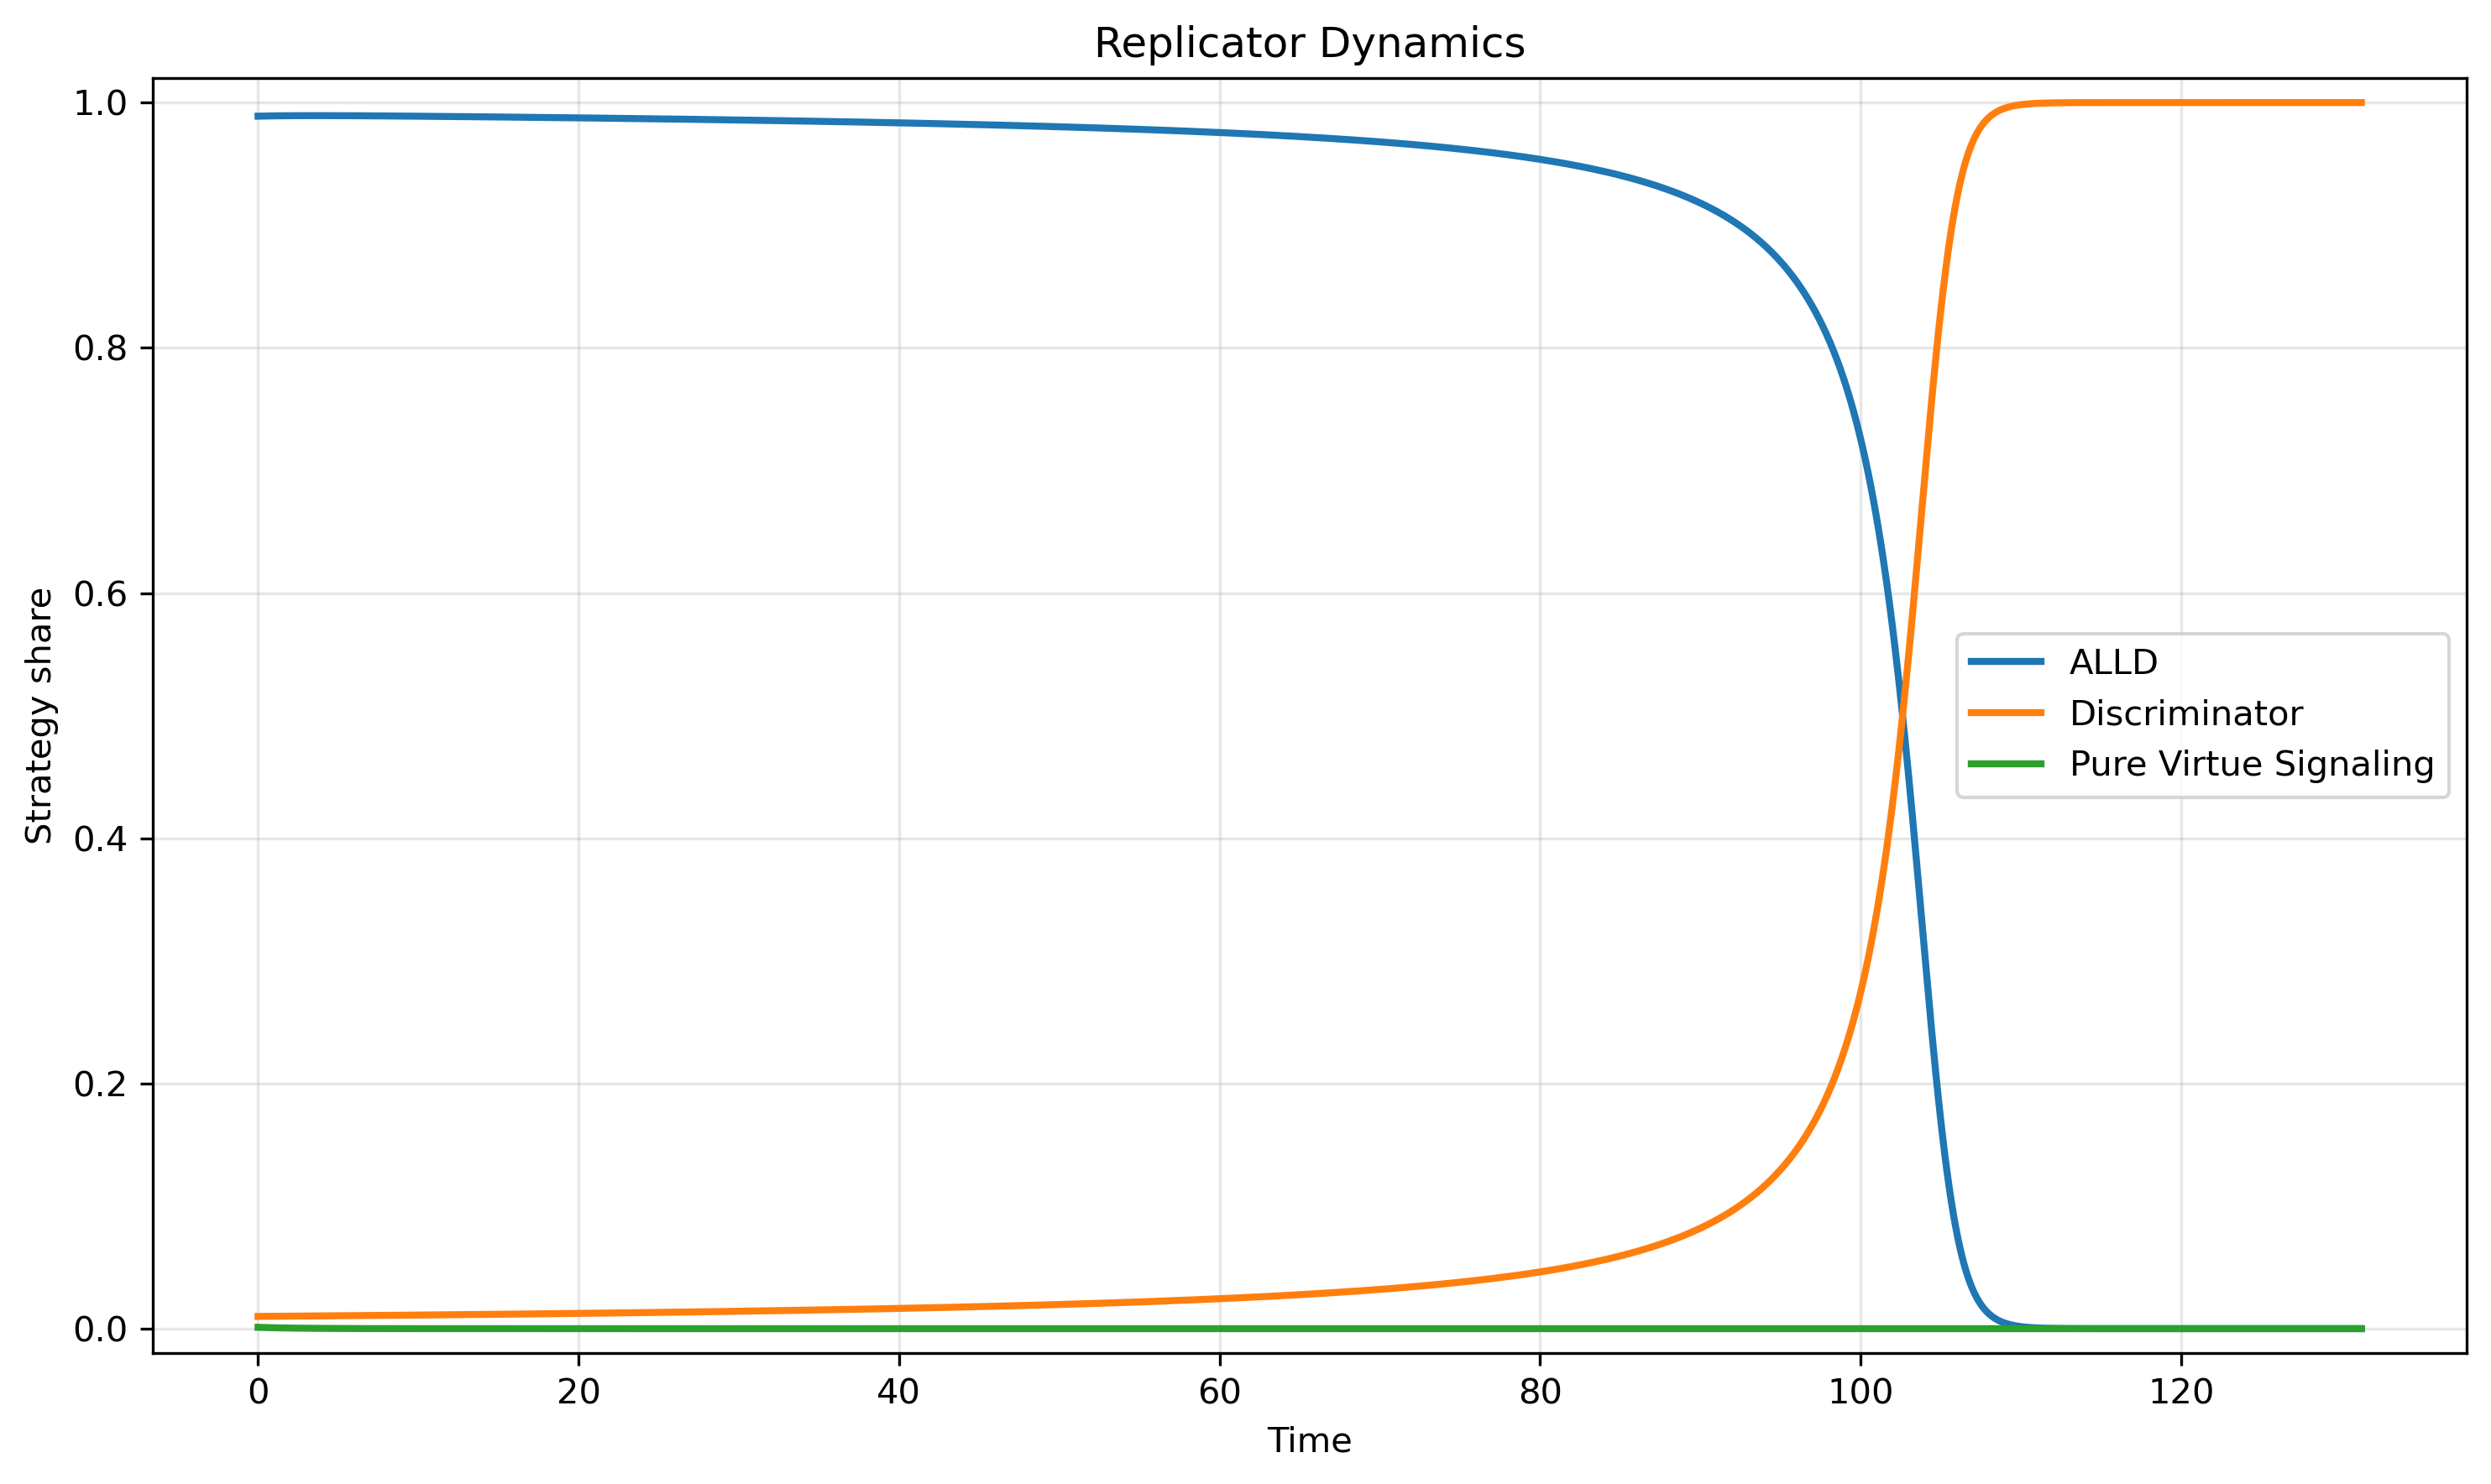 Replicator Dynamics
Strategy share
1.0
0.8
0.6
0.4
0.2
0.0
ALLD
Discriminator
Pure Virtue Signaling
0
20
40
60
80
100
120
Time